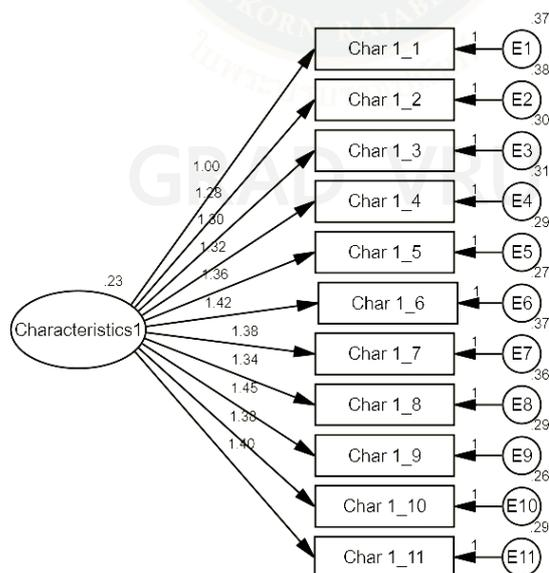 .37
Char 1_1
1
E1
.38
Char 1_2
1
E2
.30
Char 1_3
1
E3
.31
Char 1_4
1
E4
.29
Char 1_5
1
E5
.27
Char 1_6
1
E6
.37
Char 1_7
1
E7
.36
Char 1_8
1
E8
.29
Char 1_9
1
E9
.26
Char 1_10
1
E10
.29
Char 1_11
1
E11
1.00
1.28
1.30
1.32
1.36
1.42
1.38
1.34
1.45
1.38
1.40
.23
Characteristics1
GRAD VRU